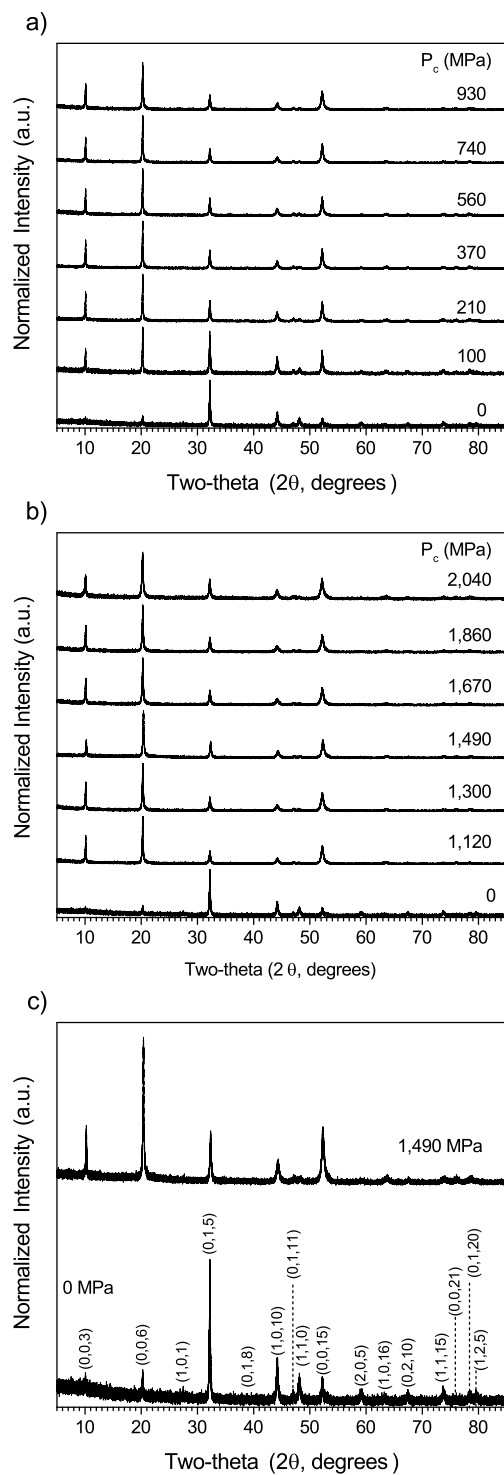 a)
P_c (MPa)
930
740
560
370
210
100
0
Normalized Intensity (a.u.)
10 20 30 40 50 60 70 80
Two-theta (2θ, degrees )
b)
P_c (MPa)
2,040
1,860
1,670
1,490
1,300
1,120
0
Normalized Intensity (a.u.)
10 20 30 40 50 60 70 80
Two-theta (2 θ, degrees)
c)
1,490 MPa
0 MPa
(0,0,3)
(0,0,6)
(1,0,1)
(0,1,5)
(0,1,8)
(1,0,10)
(0,1,11)
(1,1,0)
(0,0,15)
(2,0,5)
(1,0,16)
(0,2,10)
(1,1,15)
(0,0,21)
(0,1,20)
(1,2,5)
Normalized Intensity (a.u.)
10 20 30 40 50 60 70 80
Two-theta (2θ, degrees )